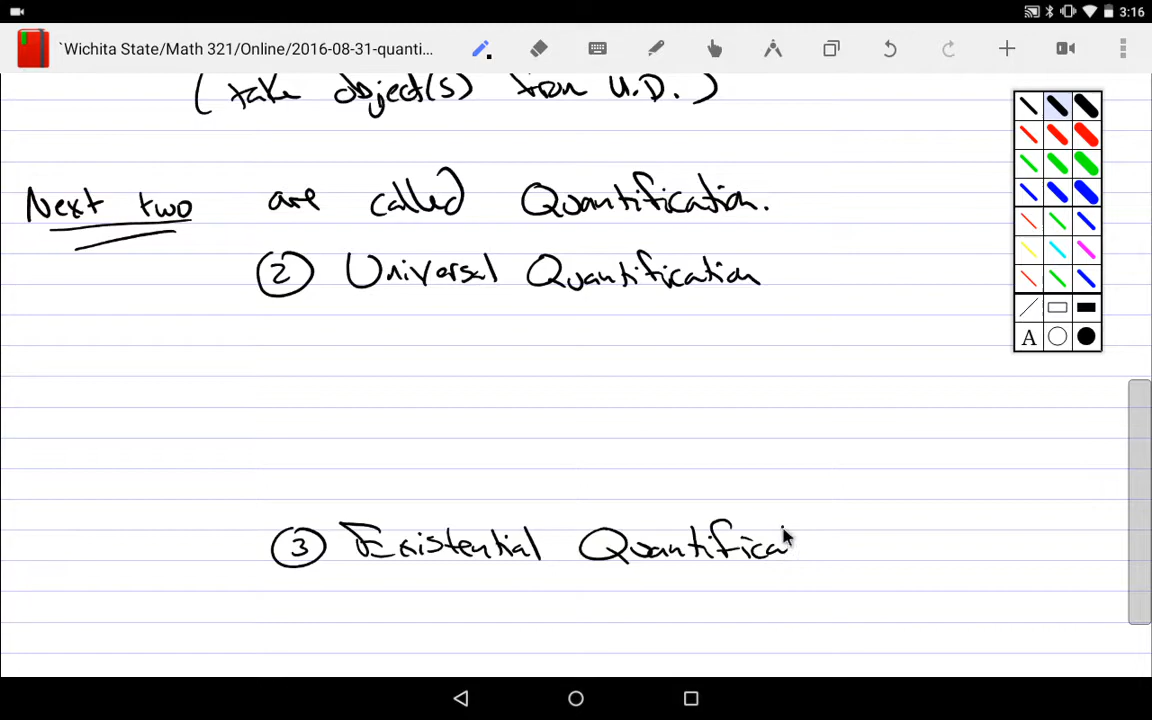 3:16
`Wichita State/Math 321/Online/2016-08-31-quanti...
( take object(s) from U.D. )
Next two are called Quantification.
② Universal Quantification
A
③ Existential Quantifica